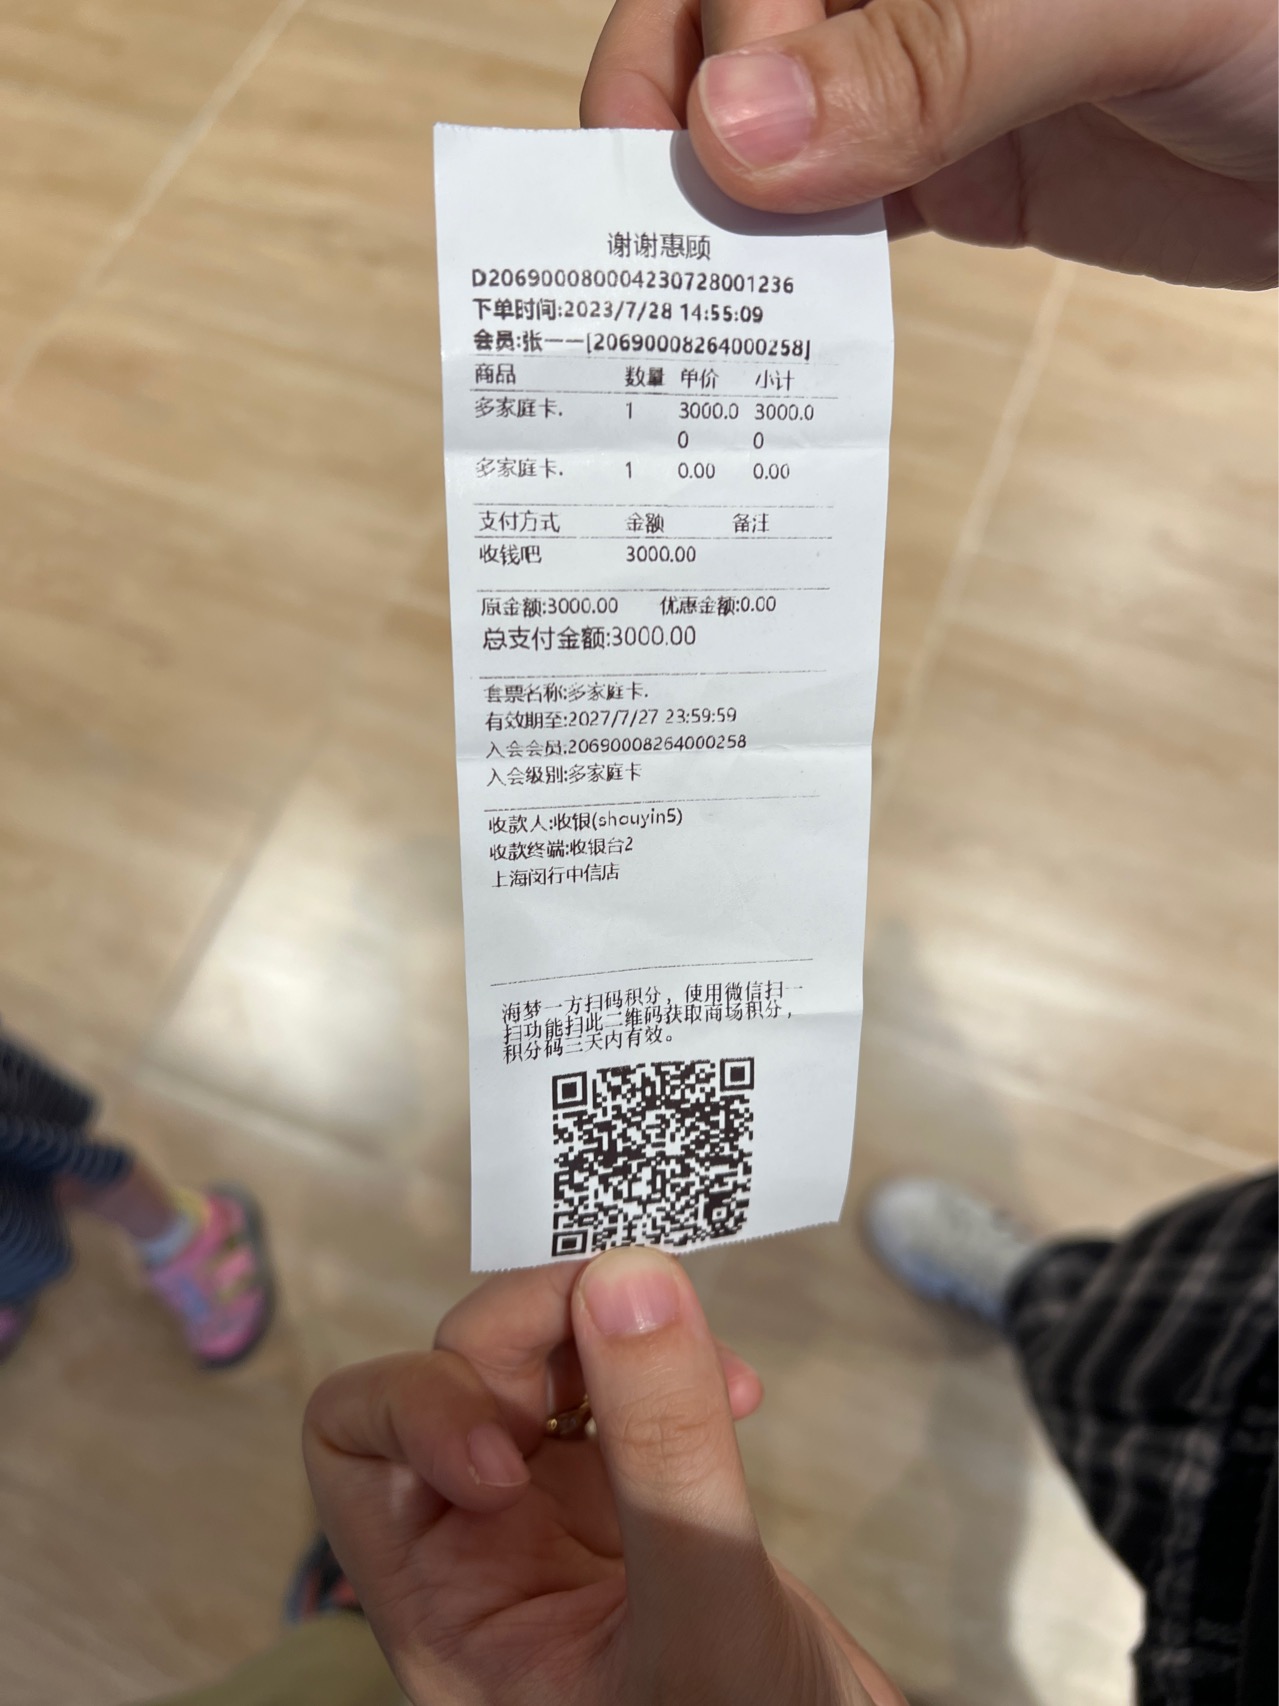 谢谢惠顾
D206900080004230728001236
下单时间:2023/7/28 14:55:09
会员:张一一[20690008264000258]
商品 数量 单价 小计
多家庭卡. 1 3000.0 3000.0
0 0
多家庭卡. 1 0.00 0.00
支付方式 金额 备注
收钱吧 3000.00
原金额:3000.00 优惠金额:0.00
总支付金额:3000.00
套票名称:多家庭卡.
有效期至:2027/7/27 23:59:59
入会会员:20690008264000258
入会级别:多家庭卡
收款人:收银(shouyin5)
收款终端:收银台2
上海闵行中信店
海梦一方扫码积分，使用微信扫一
扫功能扫此二维码获取商场积分，
积分码三天内有效。